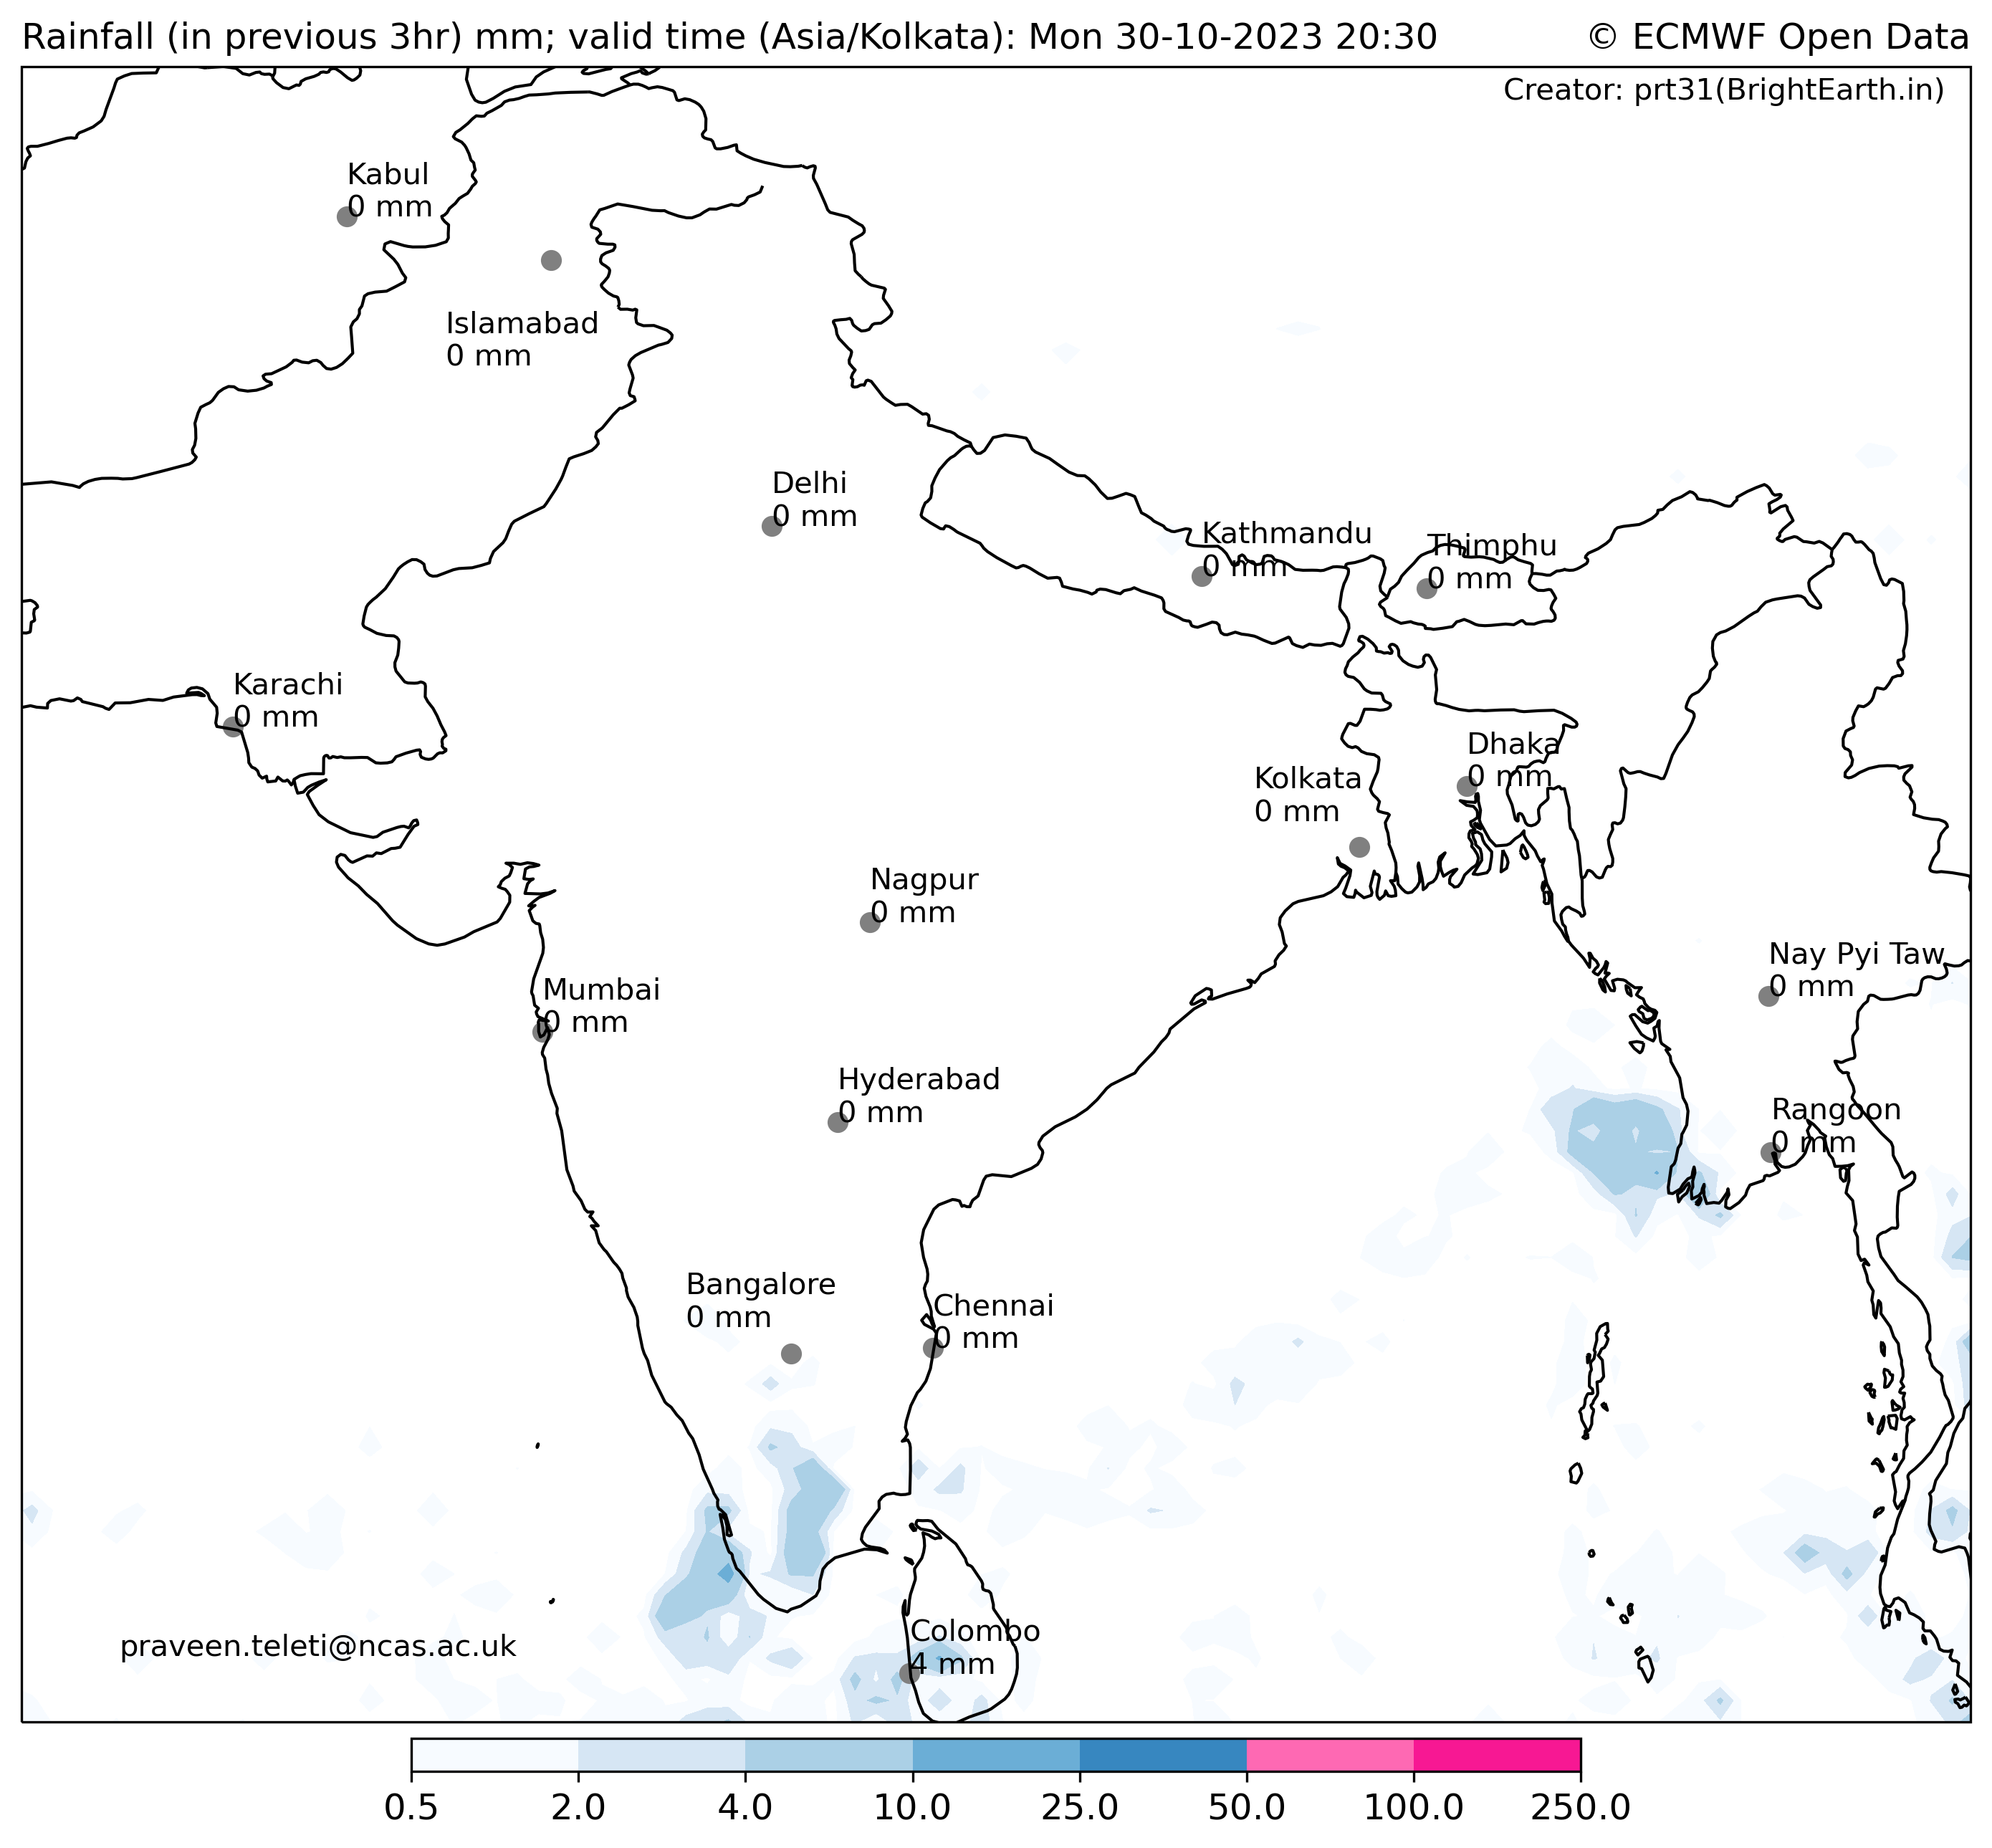 Rainfall (in previous 3hr) mm; valid time (Asia/Kolkata): Mon 30-10-2023 20:30
© ECMWF Open Data
Creator: prt31(BrightEarth.in)
Kabul
0 mm
Islamabad
0 mm
Delhi
0 mm
Kathmandu
0 mm
Thimphu
0 mm
Karachi
0 mm
Dhaka
0 mm
Kolkata
0 mm
Nagpur
0 mm
Nay Pyi Taw
0 mm
Mumbai
0 mm
Hyderabad
0 mm
Rangoon
0 mm
Bangalore
0 mm
Chennai
0 mm
Colombo
4 mm
praveen.teleti@ncas.ac.uk
0.5 2.0 4.0 10.0 25.0 50.0 100.0 250.0